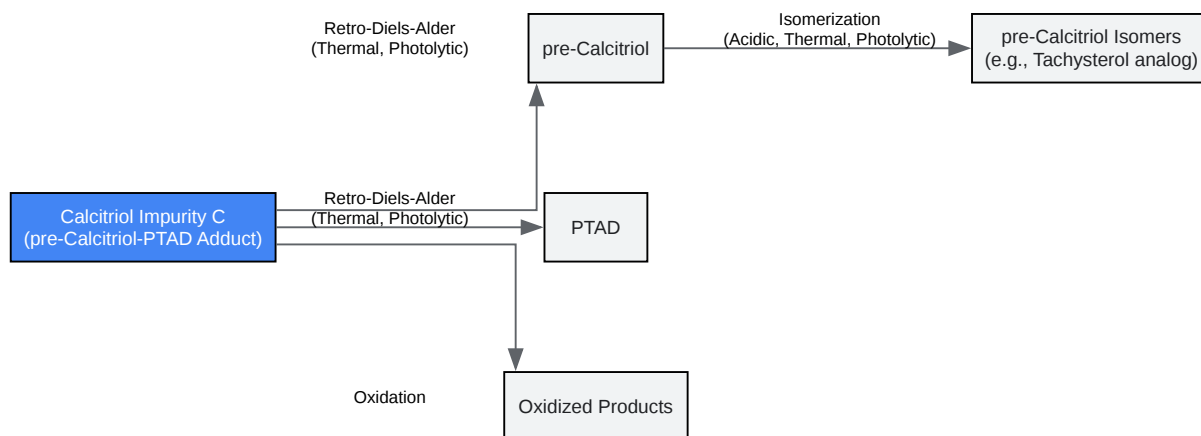 Retro-Diels-Alder
(Thermal, Photolytic)
pre-Calcitriol
Isomerization
(Acidic, Thermal, Photolytic)
pre-Calcitriol Isomers
(e.g., Tachysterol analog)
Calcitriol Impurity C
(pre-Calcitriol-PTAD Adduct)
Retro-Diels-Alder
(Thermal, Photolytic)
PTAD
Oxidation
Oxidized Products